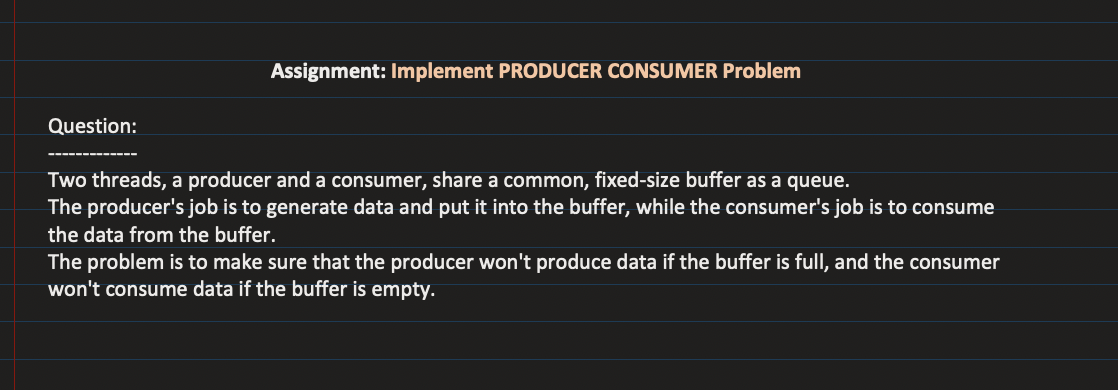 Assignment: Implement PRODUCER CONSUMER Problem
Question:
-------------
Two threads, a producer and a consumer, share a common, fixed-size buffer as a queue.
The producer's job is to generate data and put it into the buffer, while the consumer's job is to consume
the data from the buffer.
The problem is to make sure that the producer won't produce data if the buffer is full, and the consumer
won't consume data if the buffer is empty.